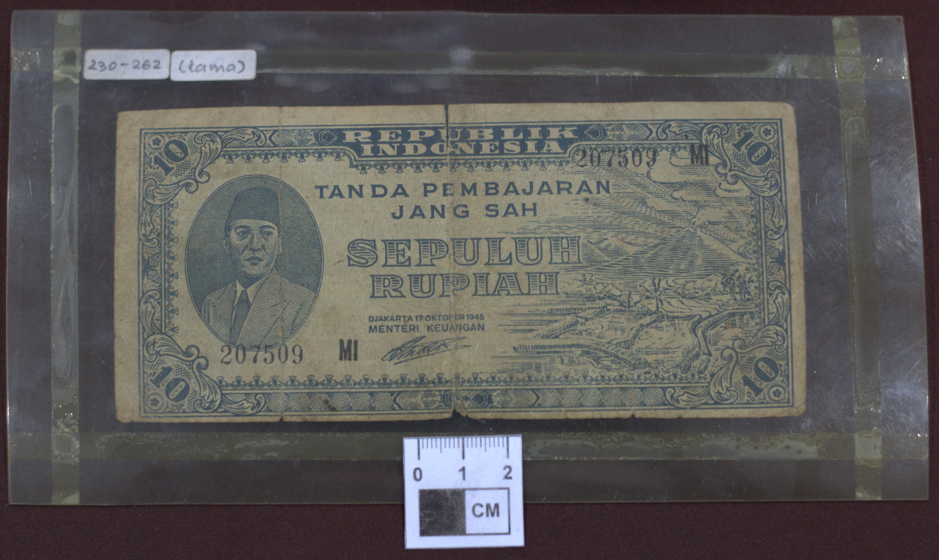 230-262 (lama)
10 REPUBLIK 10
INDONESIA
207509 MI
TANDA PEMBAJARAN
JANG SAH
SEPULUH
RUPIAH
DJAKARTA 17 OKTOBER 1945
MENTERI KEUANGAN
207509 MI
10 10
0 1 2
CM